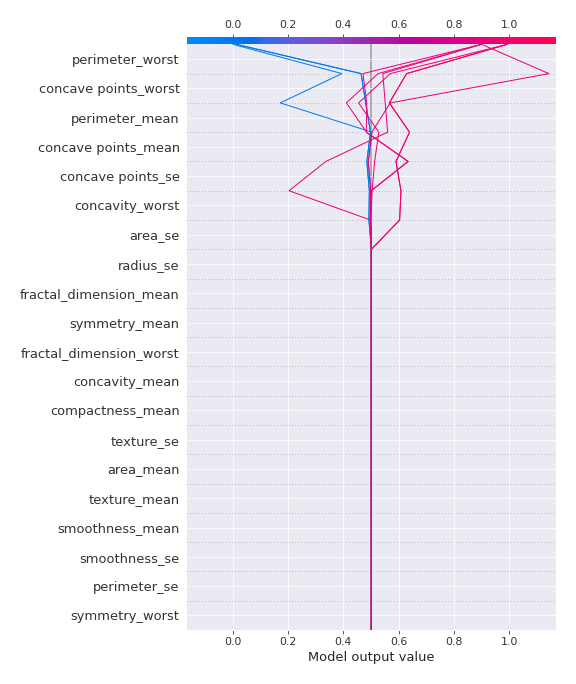 0.0 0.2 0.4 0.6 0.8 1.0
perimeter_worst
concave points_worst
perimeter_mean
concave points_mean
concave points_se
concavity_worst
area_se
radius_se
fractal_dimension_mean
symmetry_mean
fractal_dimension_worst
concavity_mean
compactness_mean
texture_se
area_mean
texture_mean
smoothness_mean
smoothness_se
perimeter_se
symmetry_worst
0.0 0.2 0.4 0.6 0.8 1.0
Model output value